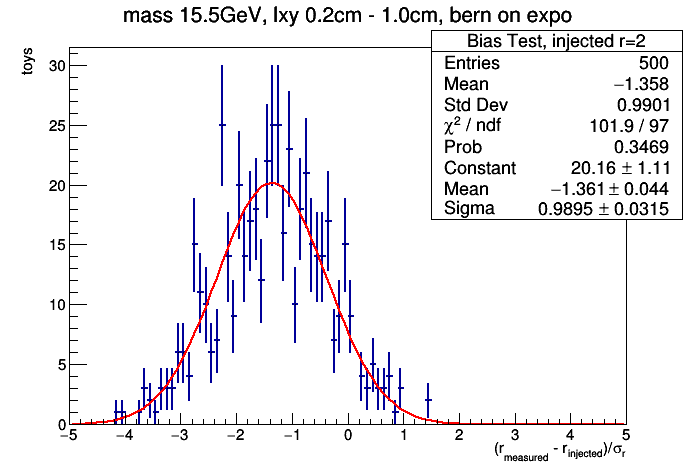 mass 15.5GeV, lxy 0.2cm - 1.0cm, bern on expo
toys
Bias Test, injected r=2
Entries 500
Mean −1.358
Std Dev 0.9901
χ² / ndf 101.9 / 97
Prob 0.3469
Constant 20.16 ± 1.11
Mean −1.361 ± 0.044
Sigma 0.9895 ± 0.0315
30
25
20
15
10
5
0
−5 −4 −3 −2 −1 0 1 2 3 4 5
(r_measured - r_injected)/σ_r